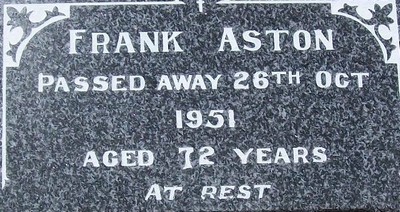 FRANK ASTON
PASSED AWAY 26TH OCT
1951
AGED 72 YEARS
AT REST